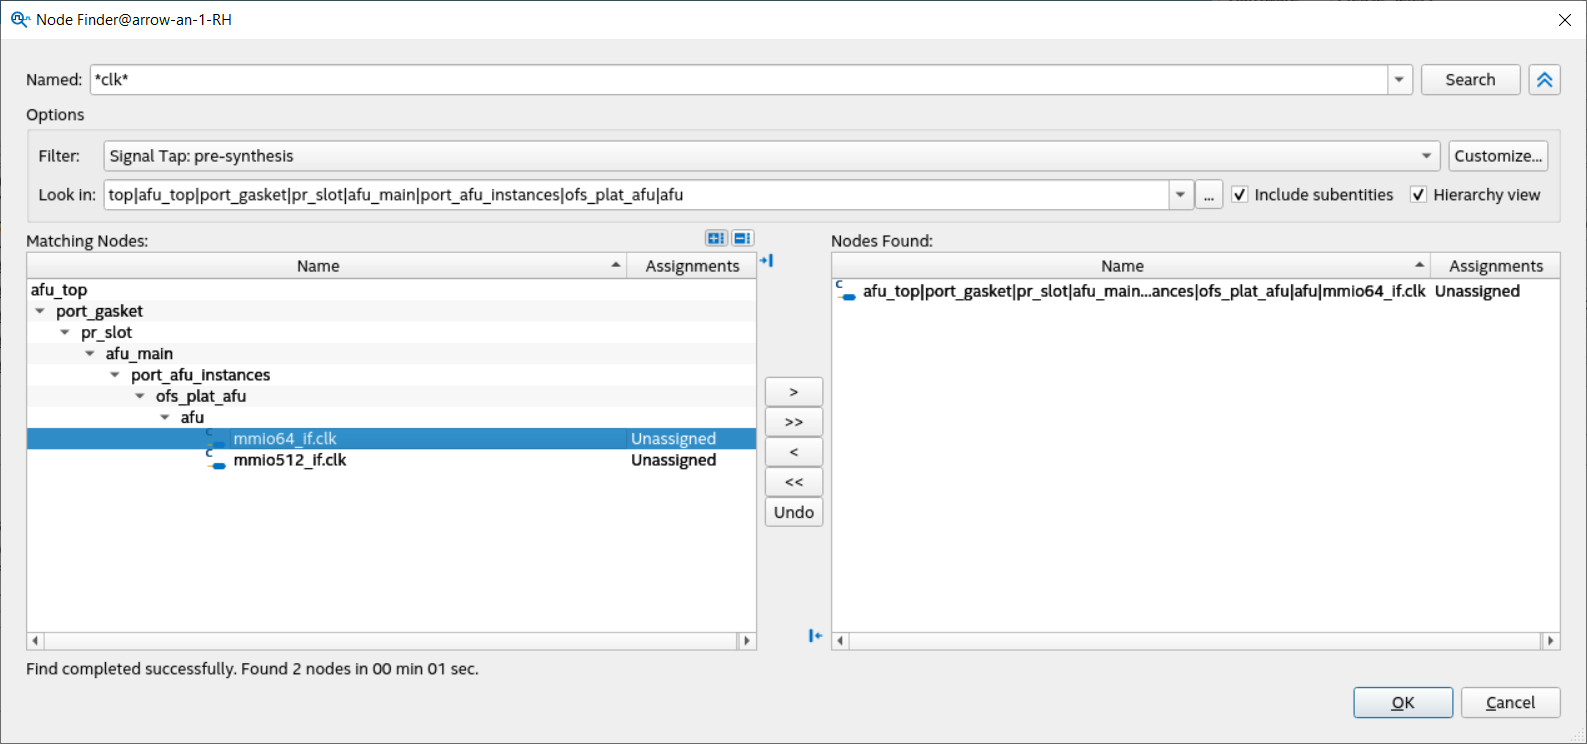 Node Finder@arrow-an-1-RH
Named: *clk* Search
Options
Filter: Signal Tap: pre-synthesis Customize...
Look in: top|afu_top|port_gasket|pr_slot|afu_main|port_afu_instances|ofs_plat_afu|afu ... Include subentities Hierarchy view
Matching Nodes: Nodes Found:
Name Assignments Name Assignments
afu_top afu_top|port_gasket|pr_slot|afu_main...ances|ofs_plat_afu|afu|mmio64_if.clk Unassigned
port_gasket
pr_slot
afu_main
port_afu_instances
ofs_plat_afu
afu
mmio64_if.clk Unassigned
mmio512_if.clk Unassigned
>
>>
<
<<
Undo
Find completed successfully. Found 2 nodes in 00 min 01 sec.
OK Cancel